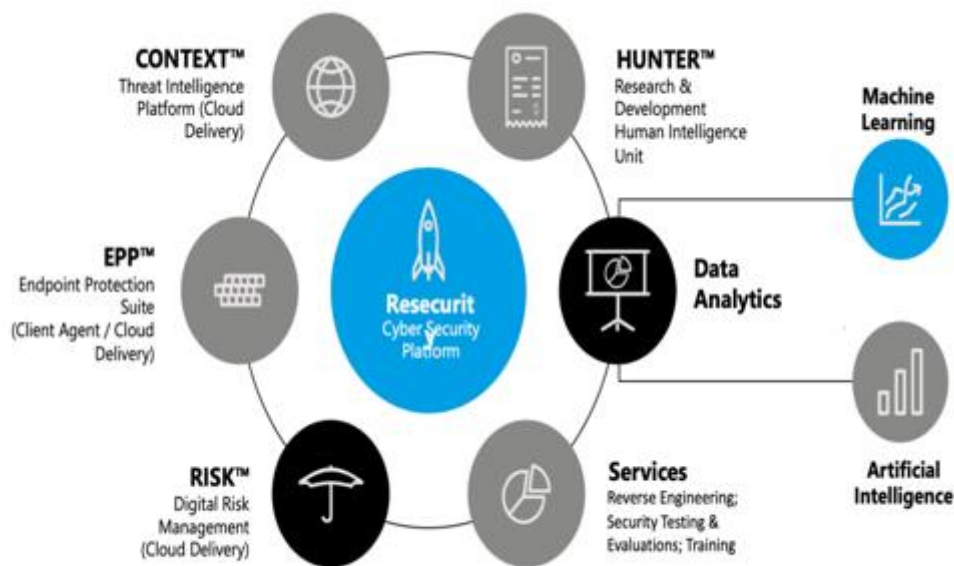 CONTEXT™
Threat Intelligence
Platform (Cloud
Delivery)
HUNTER™
Research &
Development
Human Intelligence
Unit
Machine
Learning
EPP™
Endpoint Protection
Suite
(Client Agent / Cloud
Delivery)
Resecurit
y
Cyber Security
Platform
Data
Analytics
RISK™
Digital Risk
Management
(Cloud Delivery)
Services
Reverse Engineering;
Security Testing &
Evaluations; Training
Artificial
Intelligence